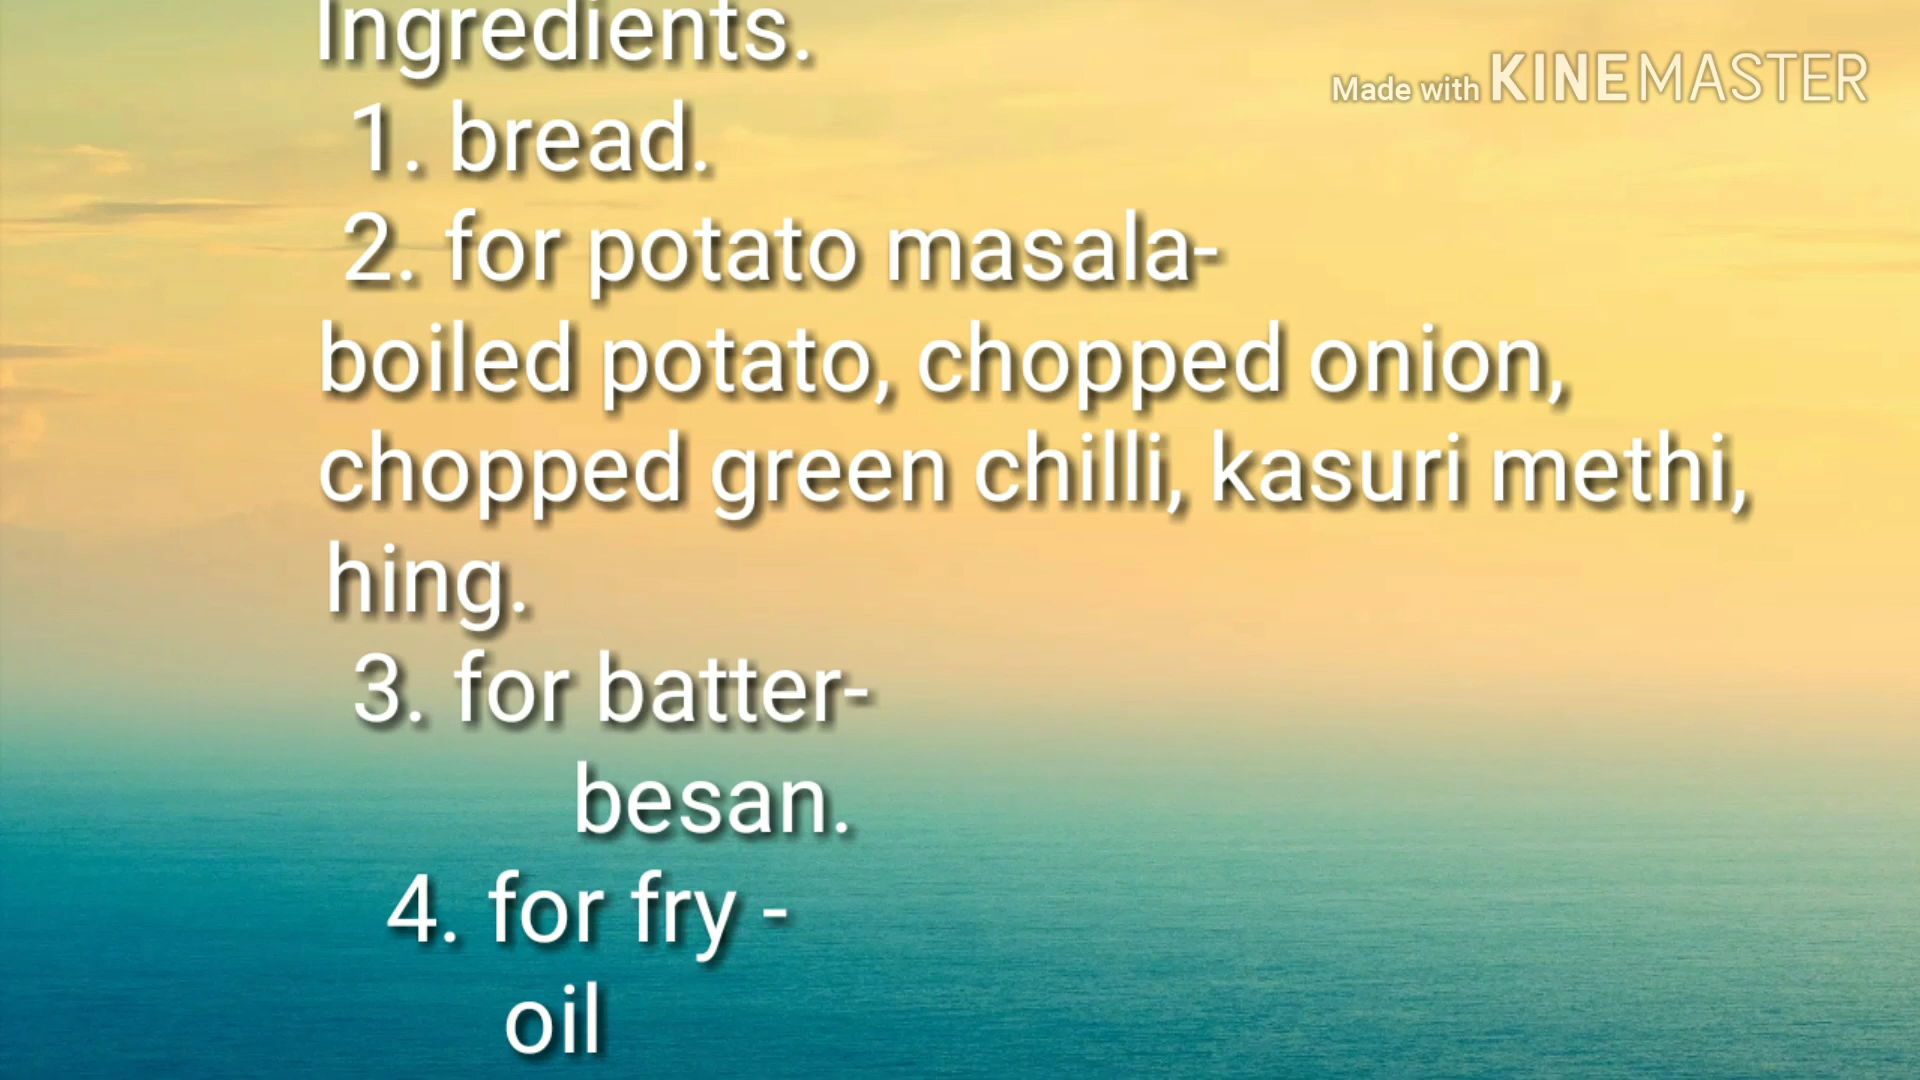 Ingredients.
Made with KINEMASTER
1. bread.
2. for potato masala-
boiled potato, chopped onion,
chopped green chilli, kasuri methi,
hing.
3. for batter-
besan.
4. for fry -
oil